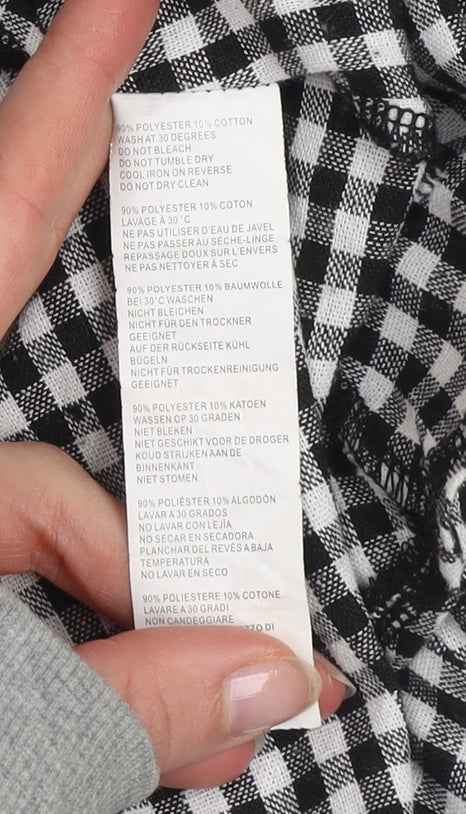 90% POLYESTER 10% COTTON
WASH AT 30 DEGREES
DO NOT BLEACH
DO NOT TUMBLE DRY
COOL IRON ON REVERSE
DO NOT DRY CLEAN
90% POLYESTER 10% COTON
LAVAGE À 30°C
NE PAS UTILISER D'EAU DE JAVEL
NE PAS PASSER AU SÈCHE-LINGE
REPASSAGE DOUX SUR L'ENVERS
NE PAS NETTOYER À SEC
90% POLYESTER 10% BAUMWOLLE
BEI 30°C WASCHEN
NICHT BLEICHEN
NICHT FÜR DEN TROCKNER
GEEIGNET
AUF DER RÜCKSEITE KÜHL
BÜGELN
NICHT FÜR TROCKENREINIGUNG
GEEIGNET
90% POLYESTER 10% KATOEN
WASSEN OP 30 GRADEN
NIET BLEKEN
NIET GESCHIKT VOOR DE DROGER
KOUD STRIJKEN AAN DE
BINNENKANT
NIET STOMEN
90% POLIÉSTER 10% ALGODÓN
LAVAR A 30 GRADOS
NO LAVAR CON LEJÍA
NO SECAR EN SECADORA
PLANCHAR DEL REVÉS A BAJA
TEMPERATURA
NO LAVAR EN SECO
90% POLIESTERE 10% COTONE
LAVARE A 30 GRADI
NON CANDEGGIARE
DI